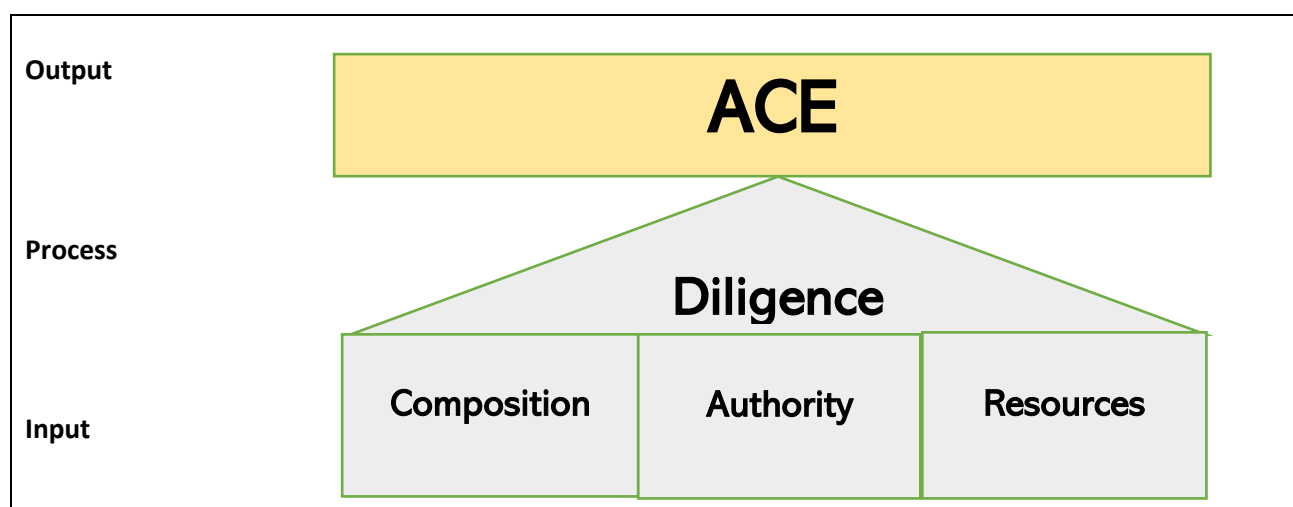 Output
ACE
Process
Diligence
Composition
Authority
Resources
Input